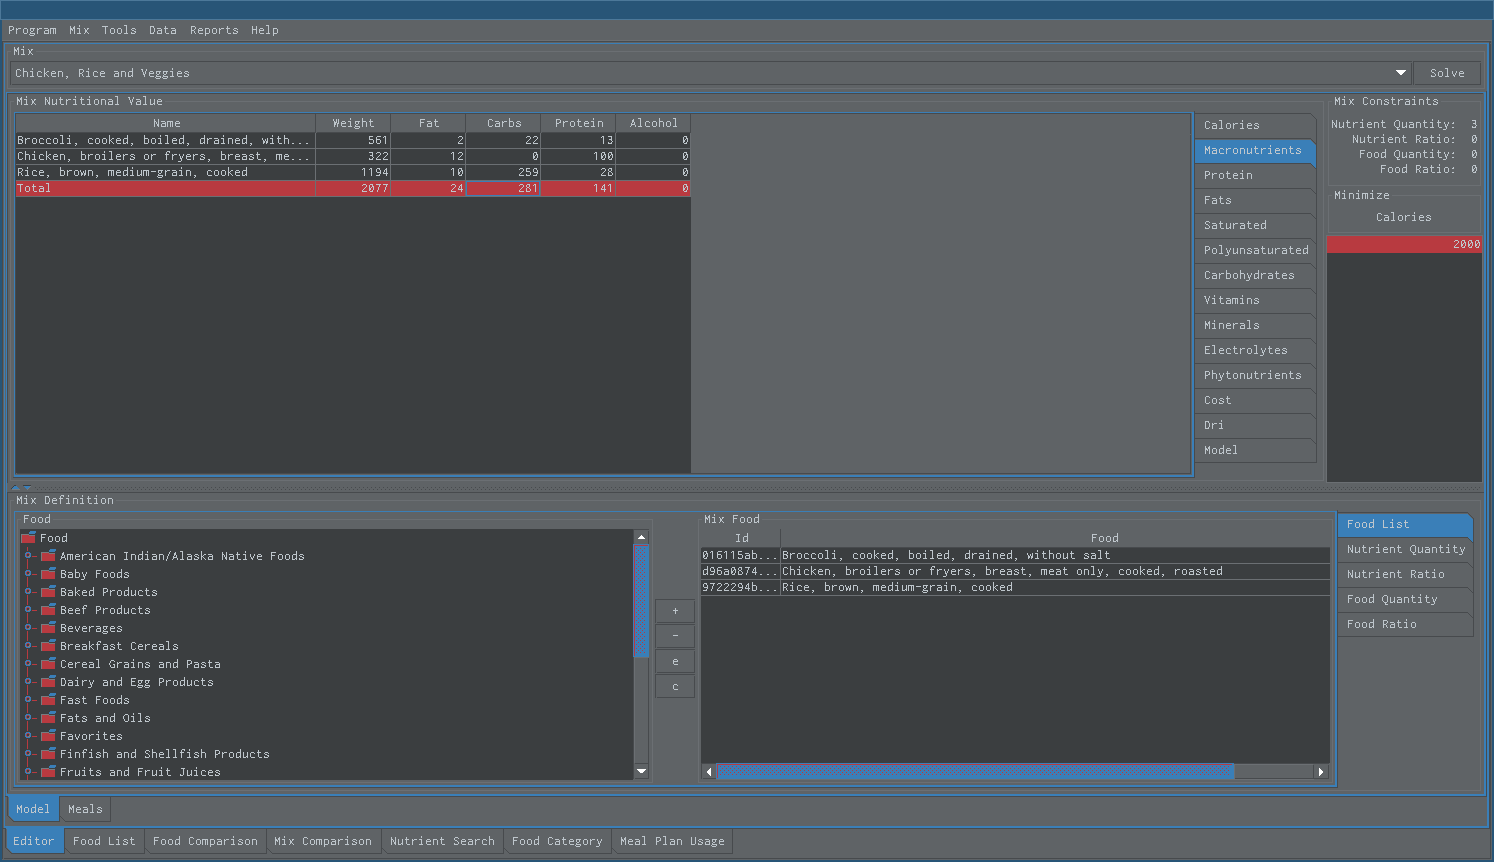 Program Mix Tools Data Reports Help
Mix
Chicken, Rice and Veggies
Solve
Mix Nutritional Value
Name Weight Fat Carbs Protein Alcohol
Broccoli, cooked, boiled, drained, with... 561 2 22 13 0
Chicken, broilers or fryers, breast, me... 322 12 0 100 0
Rice, brown, medium-grain, cooked 1194 10 259 28 0
Total 2077 24 281 141 0
Calories
Macronutrients
Protein
Fats
Saturated
Polyunsaturated
Carbohydrates
Vitamins
Minerals
Electrolytes
Phytonutrients
Cost
Dri
Model
Mix Constraints
Nutrient Quantity: 3
Nutrient Ratio: 0
Food Quantity: 0
Food Ratio: 0
Minimize
Calories
2000
Mix Definition
Food
Food
American Indian/Alaska Native Foods
Baby Foods
Baked Products
Beef Products
Beverages
Breakfast Cereals
Cereal Grains and Pasta
Dairy and Egg Products
Fast Foods
Fats and Oils
Favorites
Finfish and Shellfish Products
Fruits and Fruit Juices
+
-
e
c
Mix Food
Id Food
016115ab... Broccoli, cooked, boiled, drained, without salt
d96a0874... Chicken, broilers or fryers, breast, meat only, cooked, roasted
9722294b... Rice, brown, medium-grain, cooked
Food List
Nutrient Quantity
Nutrient Ratio
Food Quantity
Food Ratio
Model Meals
Editor Food List Food Comparison Mix Comparison Nutrient Search Food Category Meal Plan Usage